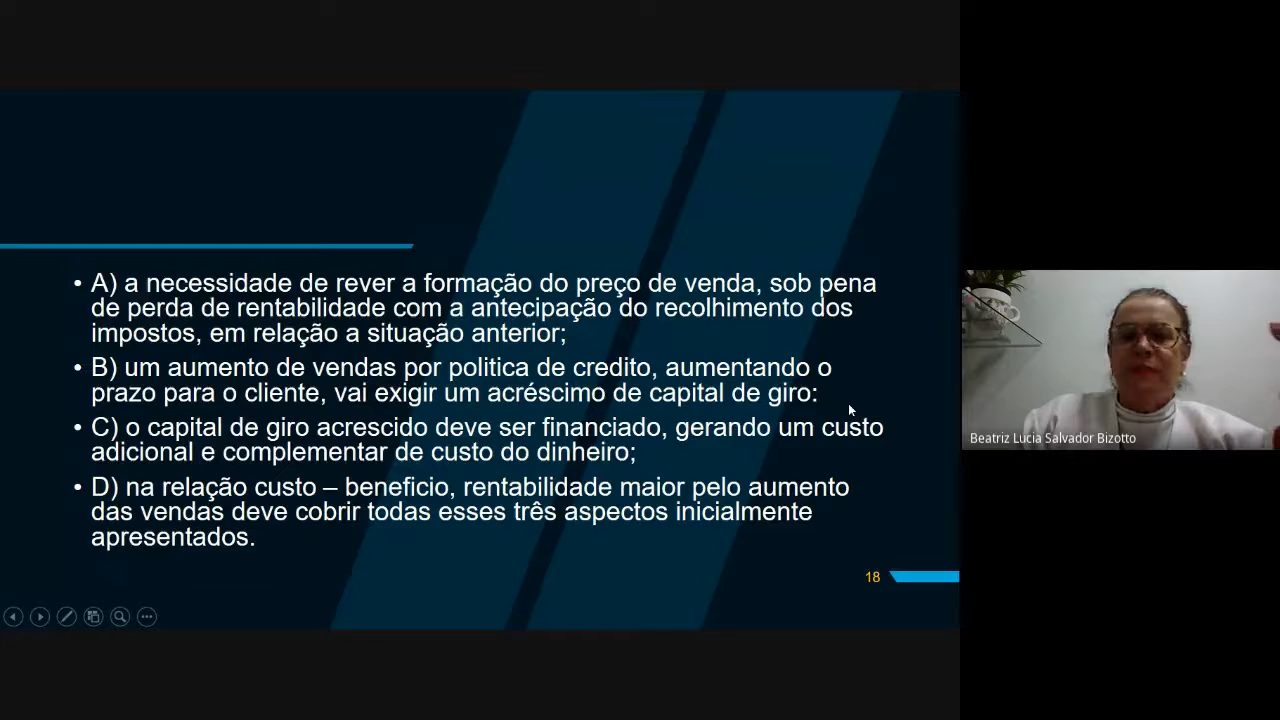 • A) a necessidade de rever a formação do preço de venda, sob pena
de perda de rentabilidade com a antecipação do recolhimento dos
impostos, em relação a situação anterior;
• B) um aumento de vendas por politica de credito, aumentando o
prazo para o cliente, vai exigir um acréscimo de capital de giro:
• C) o capital de giro acrescido deve ser financiado, gerando um custo
adicional e complementar de custo do dinheiro;
• D) na relação custo – beneficio, rentabilidade maior pelo aumento
das vendas deve cobrir todas esses três aspectos inicialmente
apresentados.
18
Beatriz Lucia Salvador Bizotto